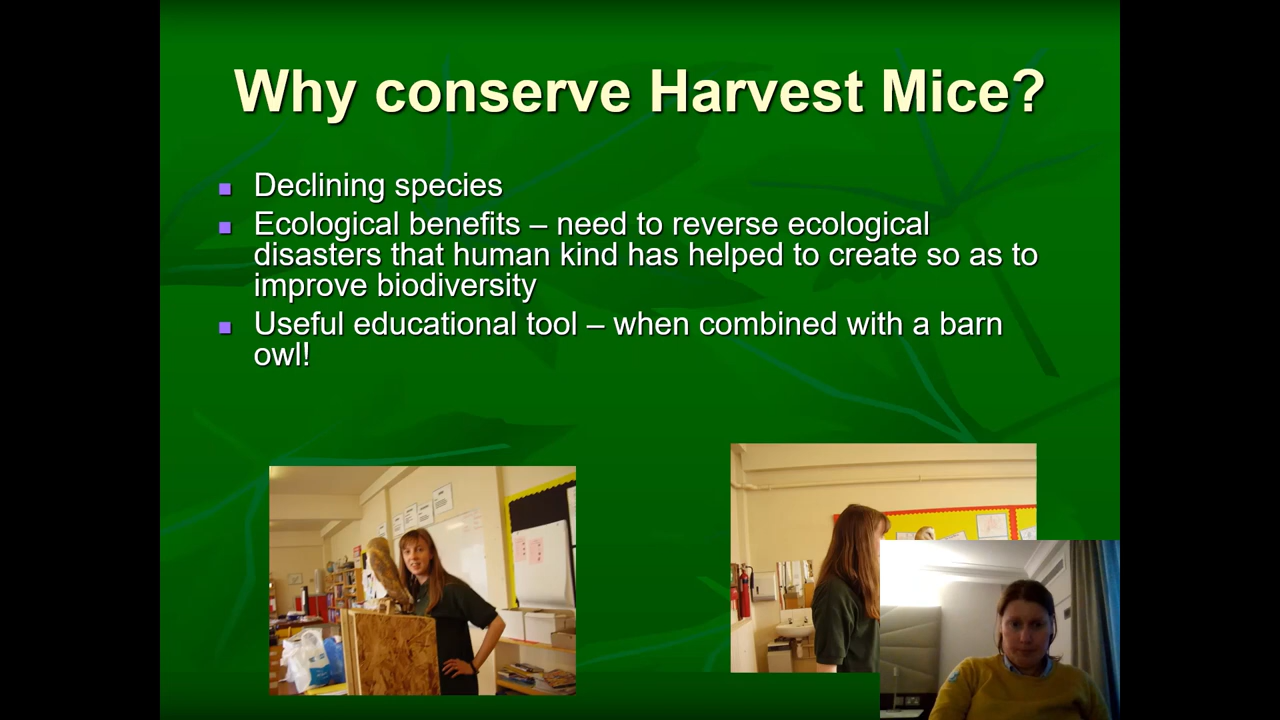 Why conserve Harvest Mice?
Declining species
Ecological benefits – need to reverse ecological
disasters that human kind has helped to create so as to
improve biodiversity
Useful educational tool – when combined with a barn
owl!